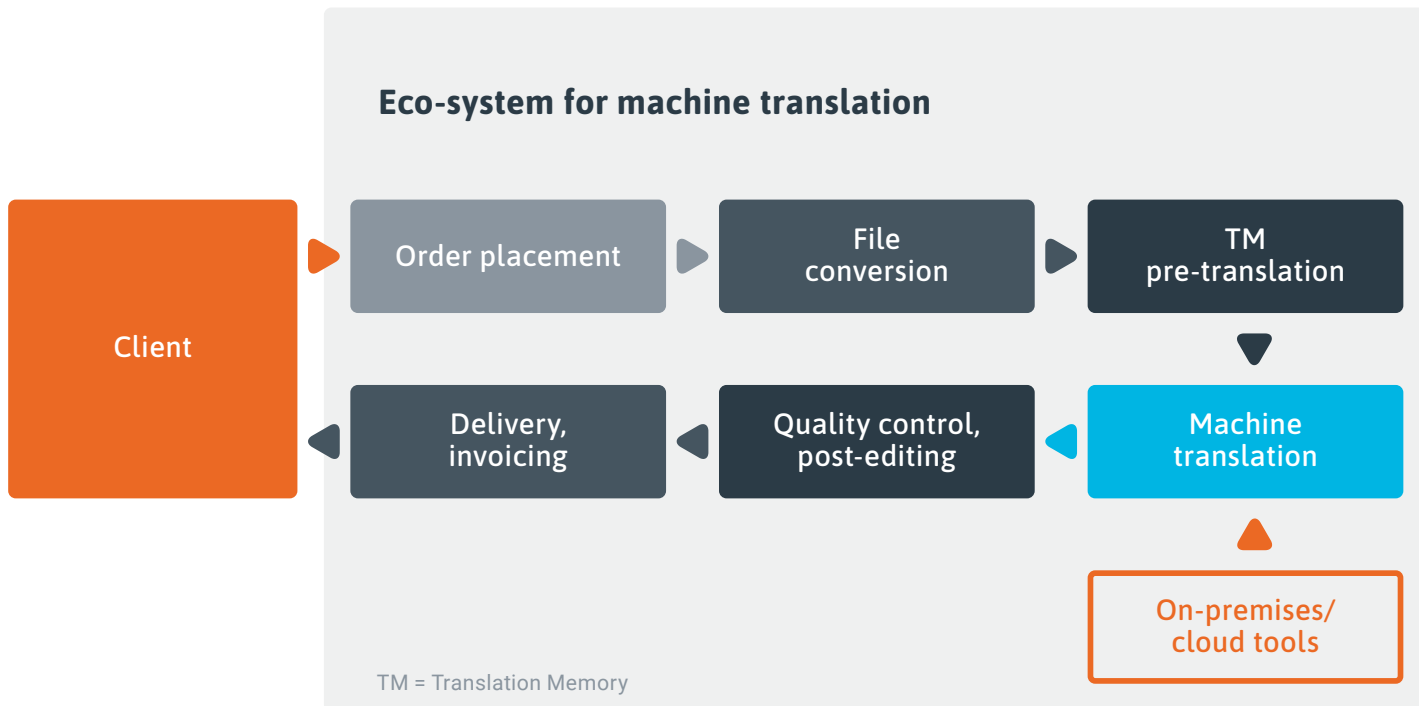 Eco-system for machine translation
Client
Order placement
File
conversion
TM
pre-translation
Delivery,
invoicing
Quality control,
post-editing
Machine
translation
On-premises/
cloud tools
TM = Translation Memory